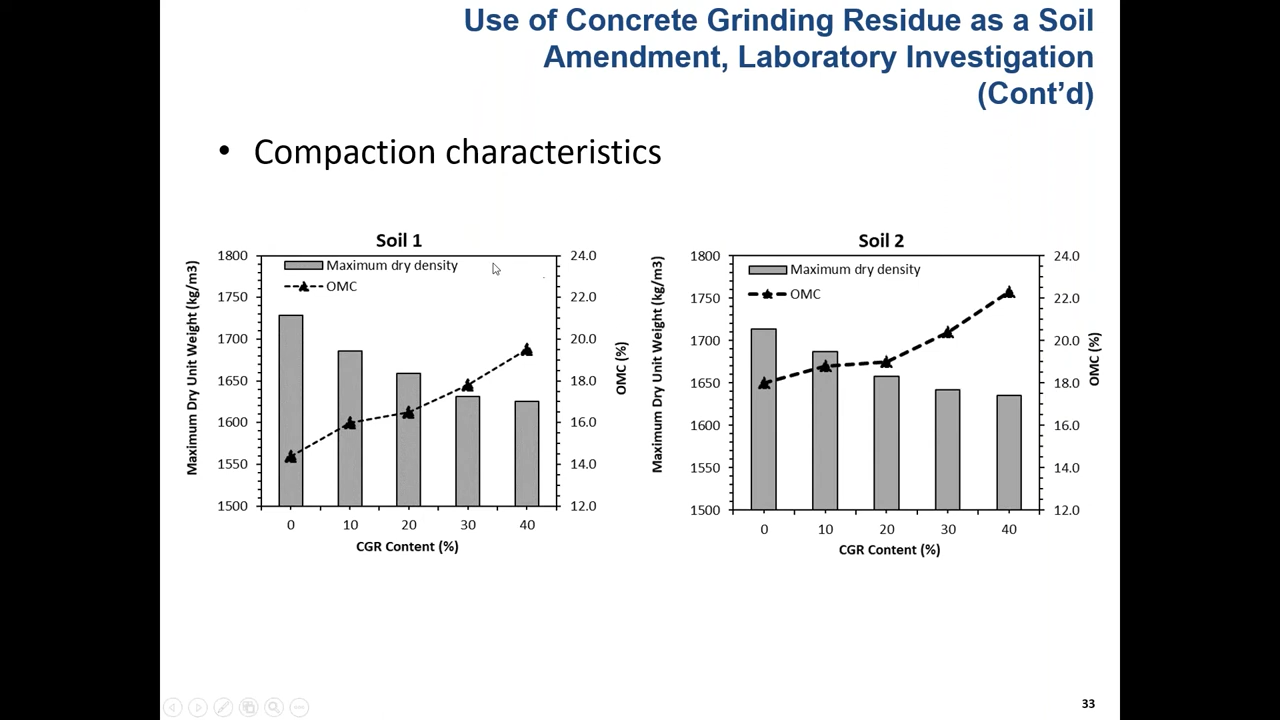 Use of Concrete Grinding Residue as a Soil
Amendment, Laboratory Investigation
(Cont’d)
• Compaction characteristics
Soil 1
Maximum dry density
OMC
Maximum Dry Unit Weight (kg/m3)
1800
1750
1700
1650
1600
1550
1500
24.0
22.0
20.0
18.0
16.0
14.0
12.0
OMC (%)
0 10 20 30 40
CGR Content (%)
Soil 2
Maximum dry density
OMC
Maximum Dry Unit Weight (kg/m3)
1800
1750
1700
1650
1600
1550
1500
24.0
22.0
20.0
18.0
16.0
14.0
12.0
OMC (%)
0 10 20 30 40
CGR Content (%)
33